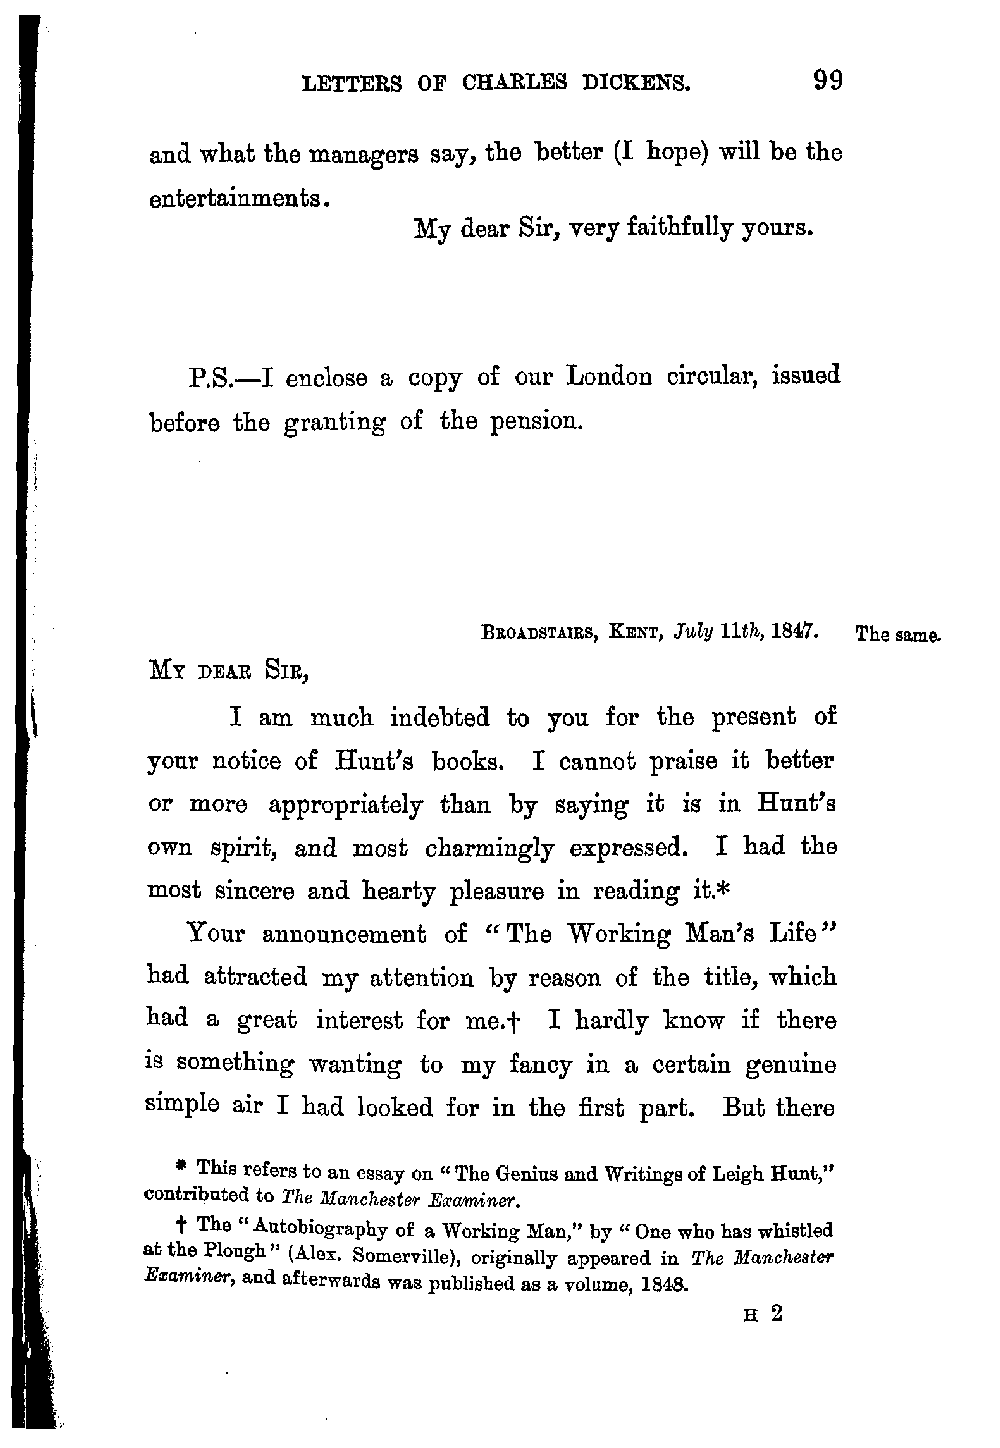 LETTERS OF CHARLES DICKENS. 99
and what the managers say, the better (I hope) will be the
entertainments.
My dear Sir, very faithfully yours.
P.S.—I enclose a copy of our London circular, issued
before the granting of the pension.
BROADSTAIRS, KENT, July 11th, 1847. The same.
MY DEAR SIR,
I am much indebted to you for the present of
your notice of Hunt's books. I cannot praise it better
or more appropriately than by saying it is in Hunt's
own spirit, and most charmingly expressed. I had the
most sincere and hearty pleasure in reading it.*
Your announcement of "The Working Man's Life"
had attracted my attention by reason of the title, which
had a great interest for me.† I hardly know if there
is something wanting to my fancy in a certain genuine
simple air I had looked for in the first part. But there
* This refers to an essay on "The Genius and Writings of Leigh Hunt,"
contributed to The Manchester Examiner.
† The "Autobiography of a Working Man," by "One who has whistled
at the Plough" (Alex. Somerville), originally appeared in The Manchester
Examiner, and afterwards was published as a volume, 1848.
H 2